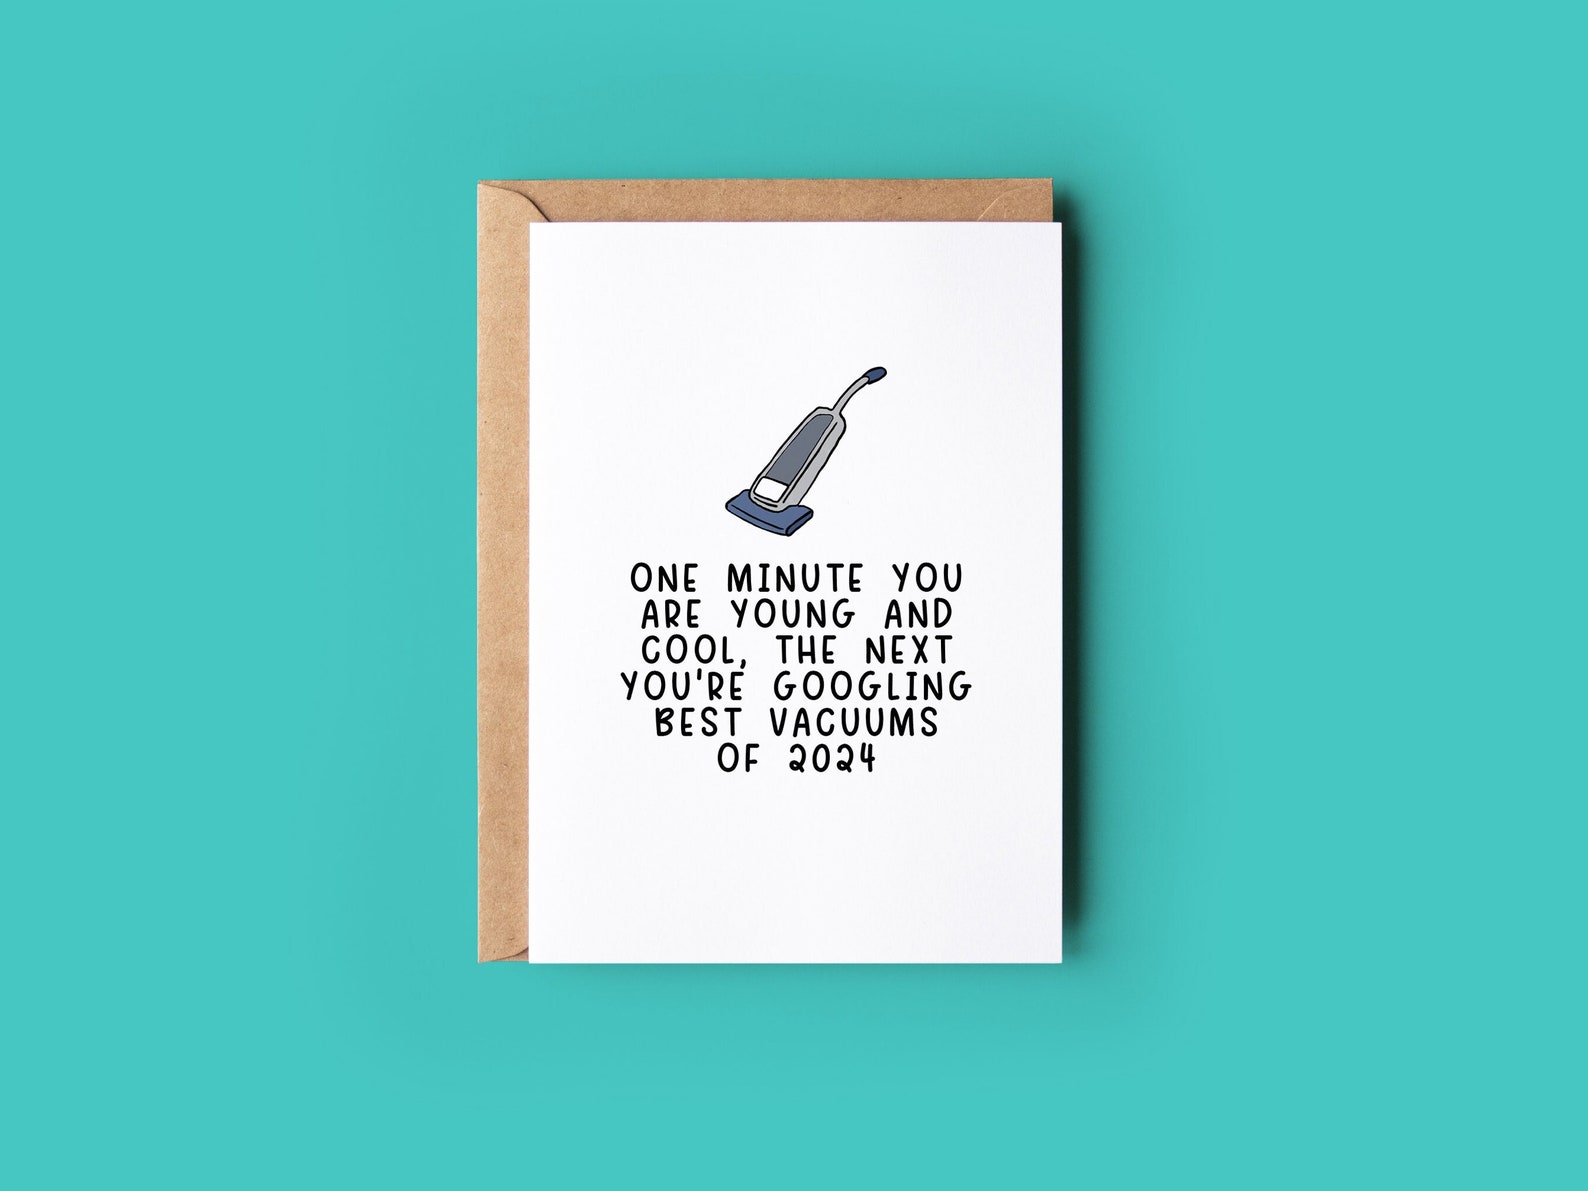 ONE MINUTE YOU
ARE YOUNG AND
COOL, THE NEXT
YOU'RE GOOGLING
BEST VACUUMS
OF 2024